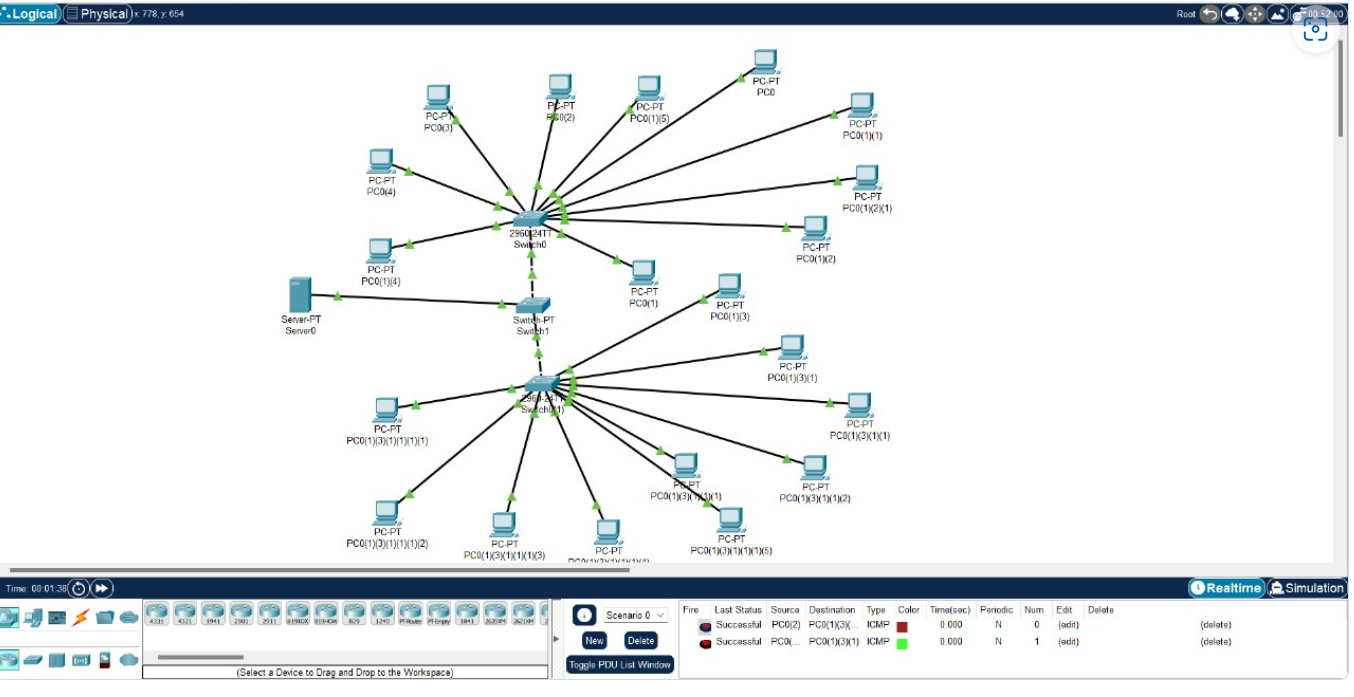 Logical Physical x: 778, y: 654 Root 00:52:00
PC-PT
PC0
PC-PT
PC0(3)
PC-PT
PC0(2)
PC-PT
PC0(1)(5)
PC-PT
PC0(1)(1)
PC-PT
PC0(4)
PC-PT
PC0(1)(2)(1)
2960-24TT
Switch0
PC-PT
PC0(1)(2)
PC-PT
PC0(1)(4)
PC-PT
PC0(1)
PC-PT
PC0(1)(3)
Server-PT
Server0
Switch-PT
Switch1
PC-PT
PC0(1)(3)(1)
2960-24TT
Switch0(1)
PC-PT
PC0(1)(3)(1)(1)
PC-PT
PC0(1)(3)(1)(1)(1)(1)
PC-PT
PC0(1)(3)(1)(1)(1)
PC-PT
PC0(1)(3)(1)(1)(2)
PC-PT
PC0(1)(3)(1)(1)(1)(2)
PC-PT
PC0(1)(3)(1)(1)(1)(3)
PC-PT
PC-PT
PC0(1)(3)(1)(1)(1)(5)
Time: 00:01:38 Realtime Simulation
4331 4321 1941 2901 2911 819HGW 829 1240 PT-Router PT-Empty 1841 2620XM 2621XM
(Select a Device to Drag and Drop to the Workspace)
Scenario 0
New Delete
Toggle PDU List Window
Fire Last Status Source Destination Type Color Time(sec) Periodic Num Edit Delete
Successful PC0(2) PC0(1)(3)(... ICMP 0.000 N 0 (edit) (delete)
Successful PC0(... PC0(1)(3)(1) ICMP 0.000 N 1 (edit) (delete)